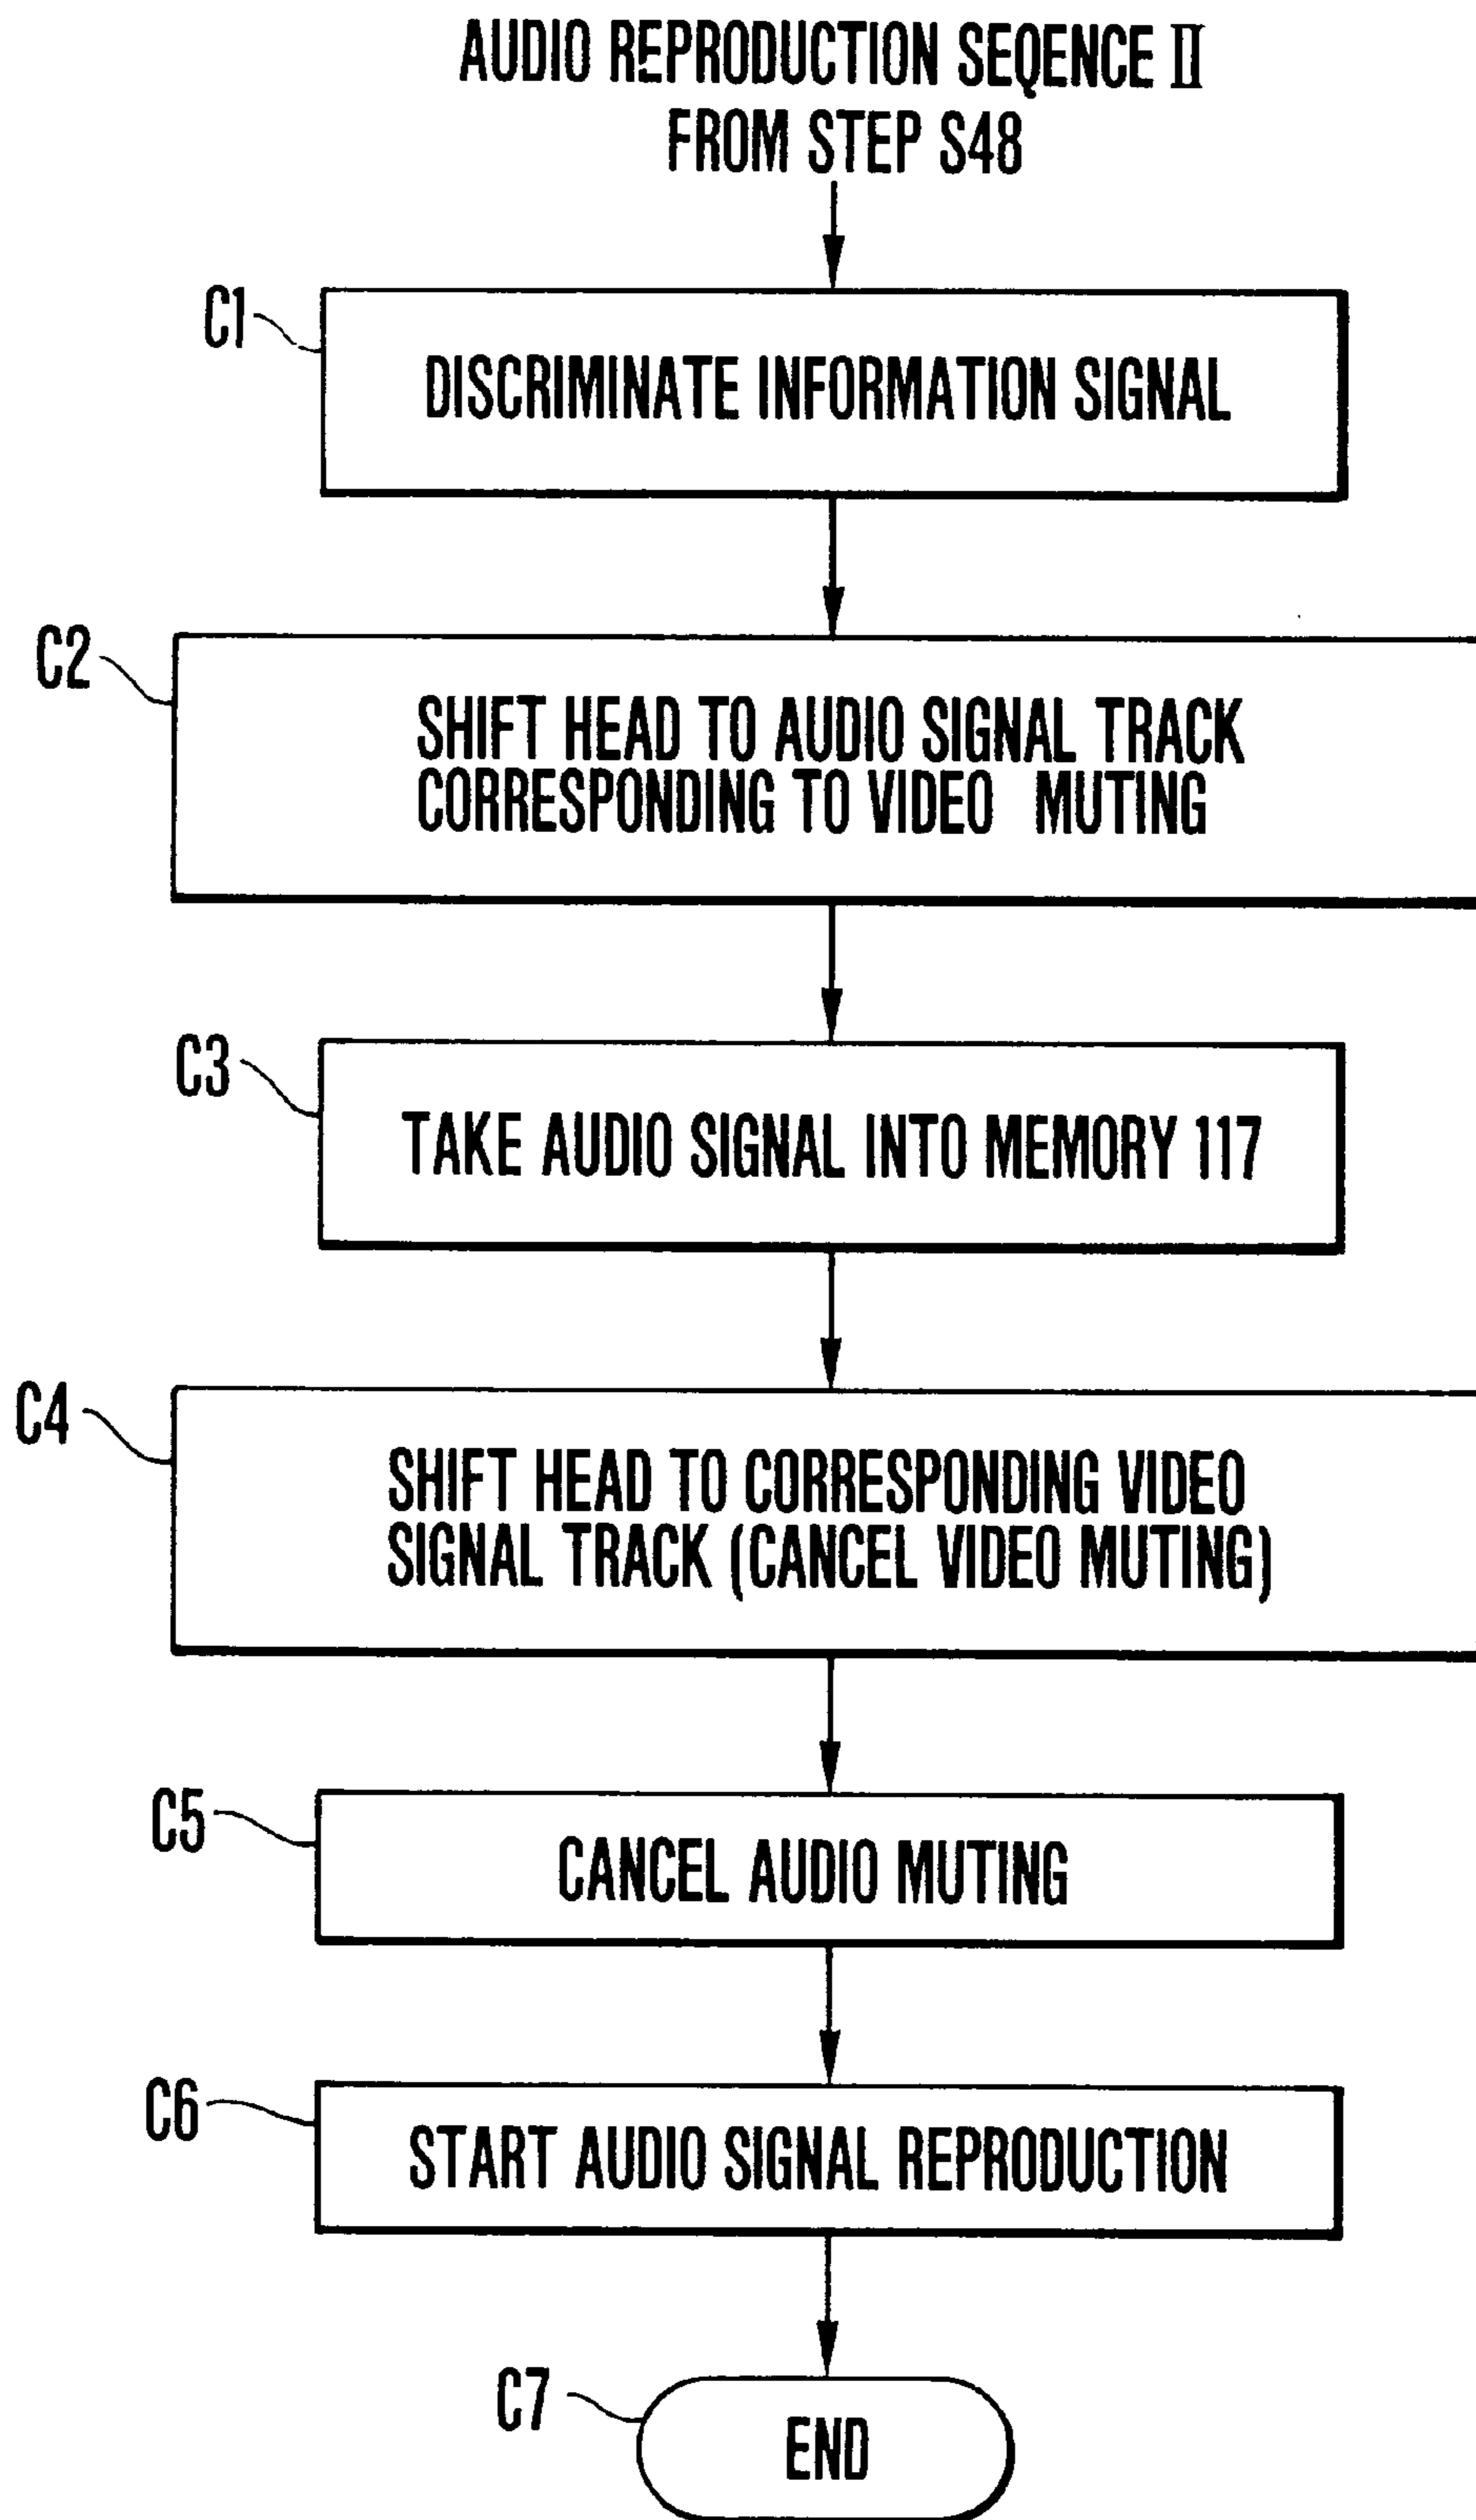 AUDIO REPRODUCTION SEQENCE II
FROM STEP S48
C1
DISCRIMINATE INFORMATION SIGNAL
C2
SHIFT HEAD TO AUDIO SIGNAL TRACK
CORRESPONDING TO VIDEO MUTING
C3
TAKE AUDIO SIGNAL INTO MEMORY 117
C4
SHIFT HEAD TO CORRESPONDING VIDEO
SIGNAL TRACK (CANCEL VIDEO MUTING)
C5
CANCEL AUDIO MUTING
C6
START AUDIO SIGNAL REPRODUCTION
C7
END